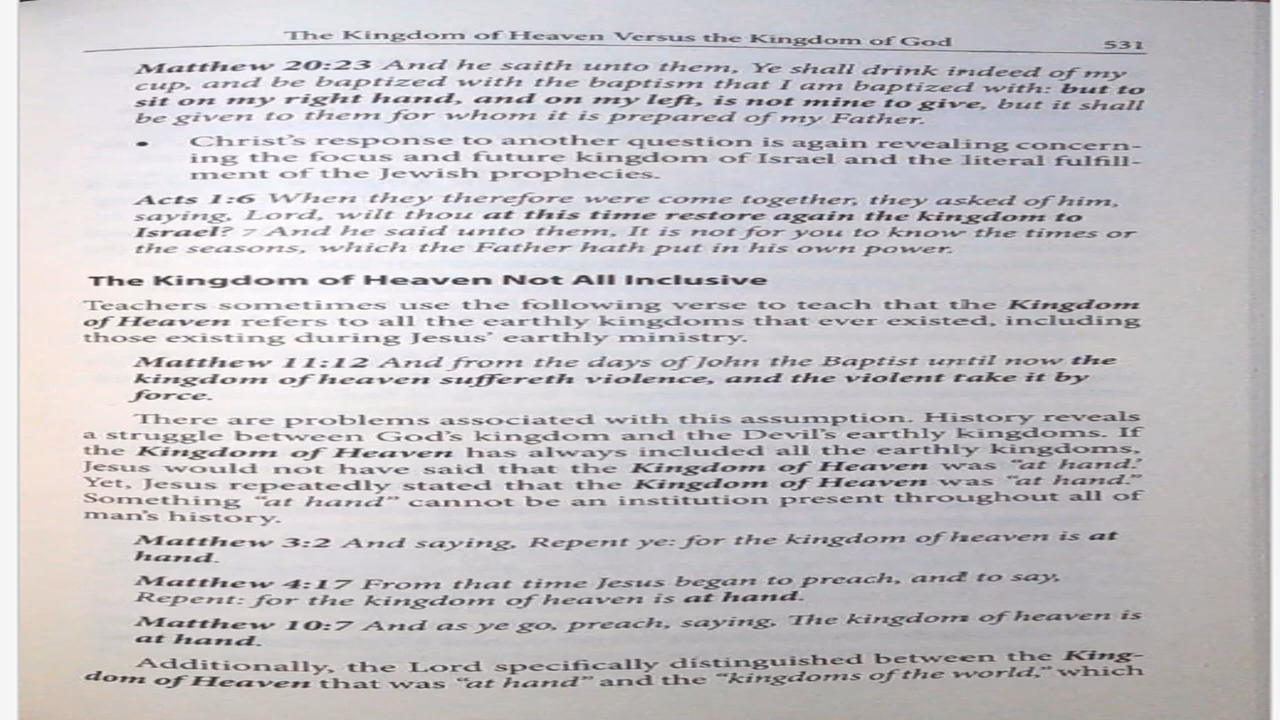 The Kingdom of Heaven Versus the Kingdom of God 531
Matthew 20:23 And he saith unto them, Ye shall drink indeed of my
cup, and be baptized with the baptism that I am baptized with: but to
sit on my right hand, and on my left, is not mine to give, but it shall
be given to them for whom it is prepared of my Father.
• Christ's response to another question is again revealing concern-
ing the focus and future kingdom of Israel and the literal fulfill-
ment of the Jewish prophecies.
Acts 1:6 When they therefore were come together, they asked of him,
saying, Lord, wilt thou at this time restore again the kingdom to
Israel? 7 And he said unto them, It is not for you to know the times or
the seasons, which the Father hath put in his own power.
The Kingdom of Heaven Not All Inclusive
Teachers sometimes use the following verse to teach that the Kingdom
of Heaven refers to all the earthly kingdoms that ever existed, including
those existing during Jesus' earthly ministry.
Matthew 11:12 And from the days of John the Baptist until now the
kingdom of heaven suffereth violence, and the violent take it by
force.
There are problems associated with this assumption. History reveals
a struggle between God's kingdom and the Devil's earthly kingdoms. If
the Kingdom of Heaven has always included all the earthly kingdoms,
Jesus would not have said that the Kingdom of Heaven was "at hand."
Yet, Jesus repeatedly stated that the Kingdom of Heaven was "at hand."
Something "at hand" cannot be an institution present throughout all of
man's history.
Matthew 3:2 And saying, Repent ye: for the kingdom of heaven is at
hand.
Matthew 4:17 From that time Jesus began to preach, and to say,
Repent: for the kingdom of heaven is at hand.
Matthew 10:7 And as ye go, preach, saying, The kingdom of heaven is
at hand.
Additionally, the Lord specifically distinguished between the King-
dom of Heaven that was "at hand" and the "kingdoms of the world," which